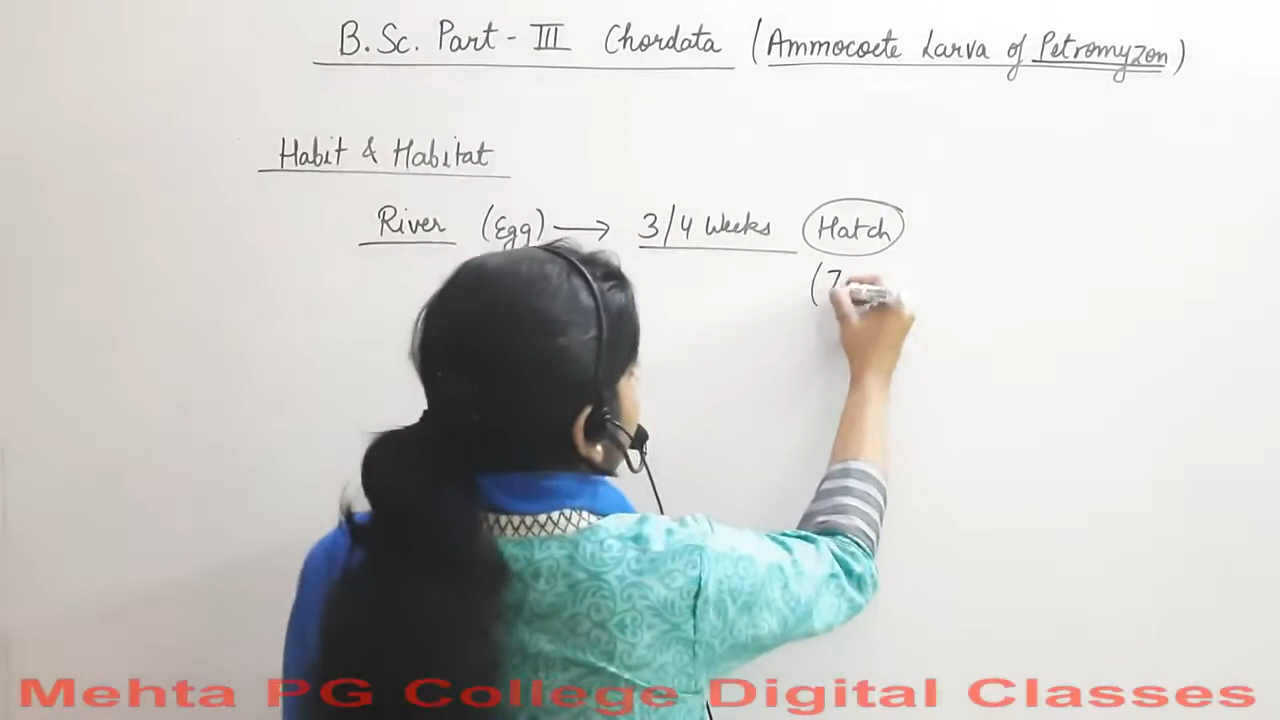 B.Sc. Part - III Chordata (Ammocoete Larva of Petromyzon)
Habit & Habitat
River (Egg) → 3/4 Weeks Hatch
(7
Mehta PG College Digital Classes